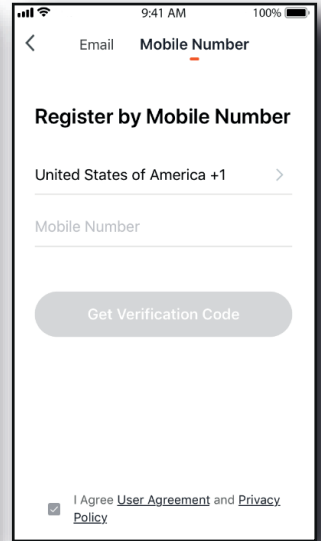 9:41 AM 100%
Email Mobile Number
Register by Mobile Number
United States of America +1
Mobile Number
Get Verification Code
I Agree User Agreement and Privacy
Policy